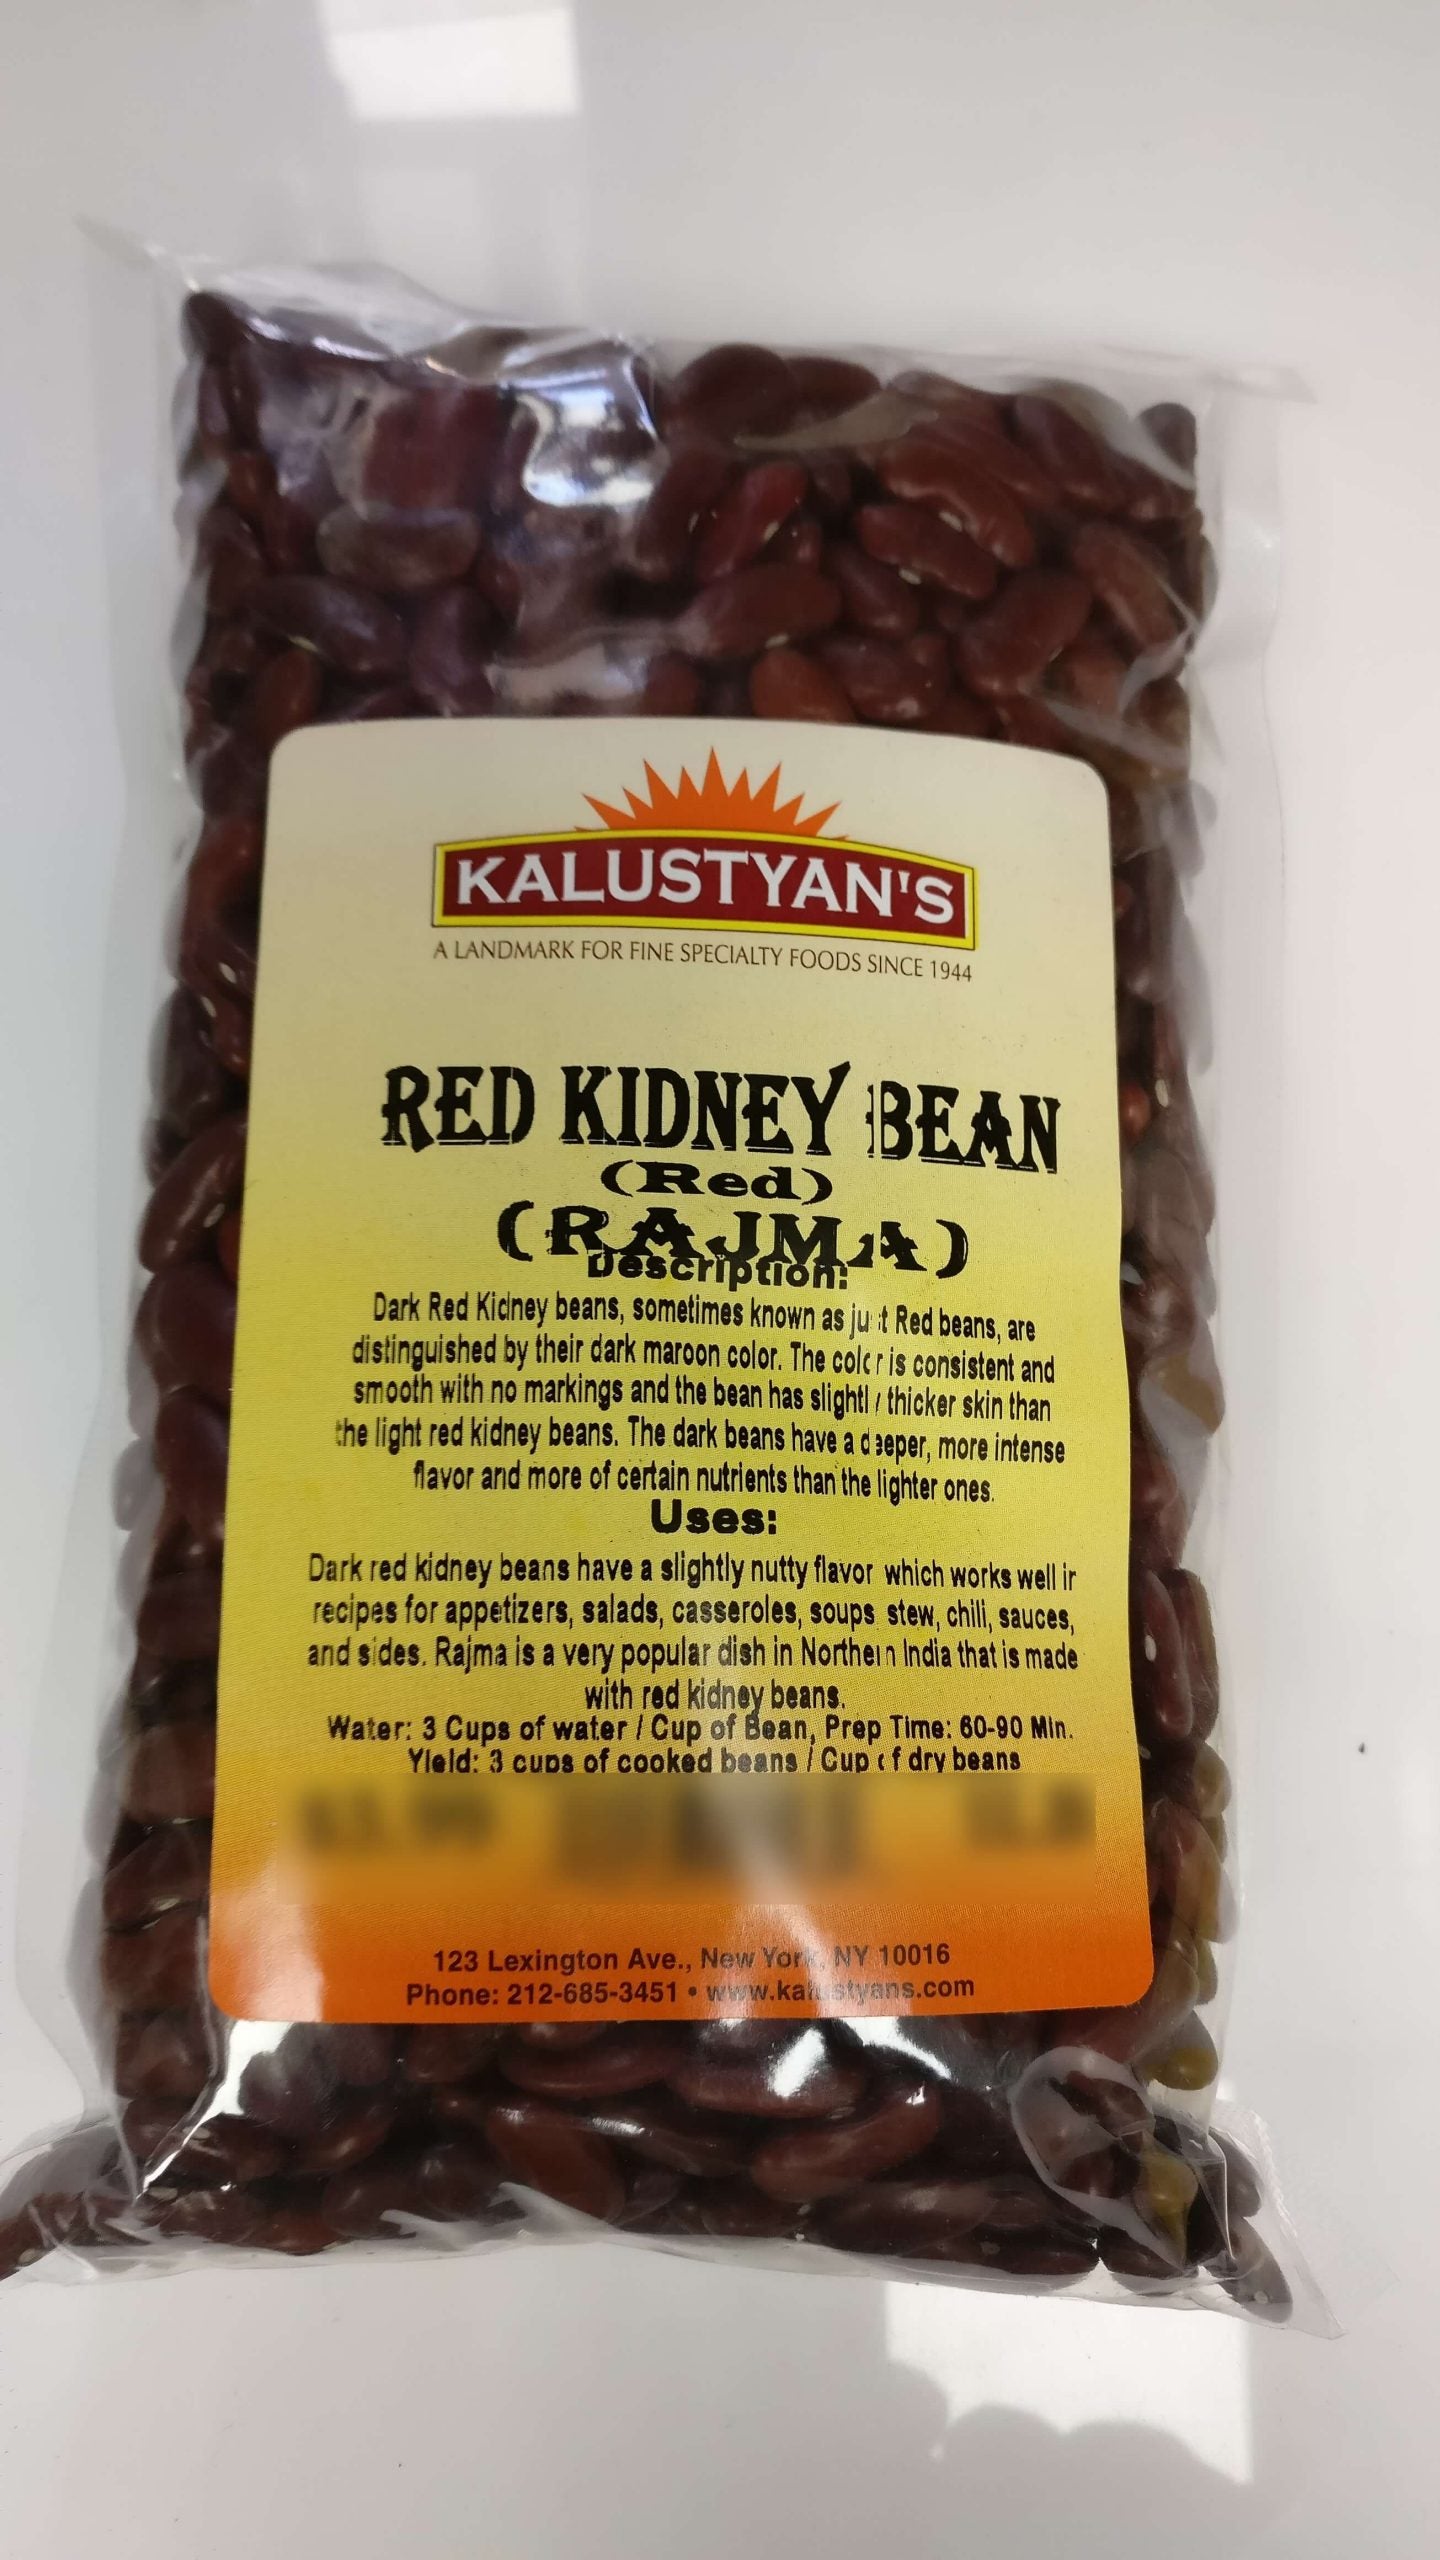 KALUSTYAN'S
A LANDMARK FOR FINE SPECIALTY FOODS SINCE 1944
RED KIDNEY BEAN
(Red)
(RAJMA)
Description:
Dark Red Kidney beans, sometimes known as just Red beans, are
distinguished by their dark maroon color. The color is consistent and
smooth with no markings and the bean has slightly thicker skin than
the light red kidney beans. The dark beans have a deeper, more intense
flavor and more of certain nutrients than the lighter ones.
Uses:
Dark red kidney beans have a slightly nutty flavor which works well in
recipes for appetizers, salads, casseroles, soups stew, chili, sauces,
and sides. Rajma is a very popular dish in Northern India that is made
with red kidney beans.
Water: 3 Cups of water / Cup of Bean, Prep Time: 60-90 Min.
Yield: 3 cups of cooked beans / Cup of dry beans
123 Lexington Ave., New York, NY 10016
Phone: 212-685-3451 • www.kalustyans.com